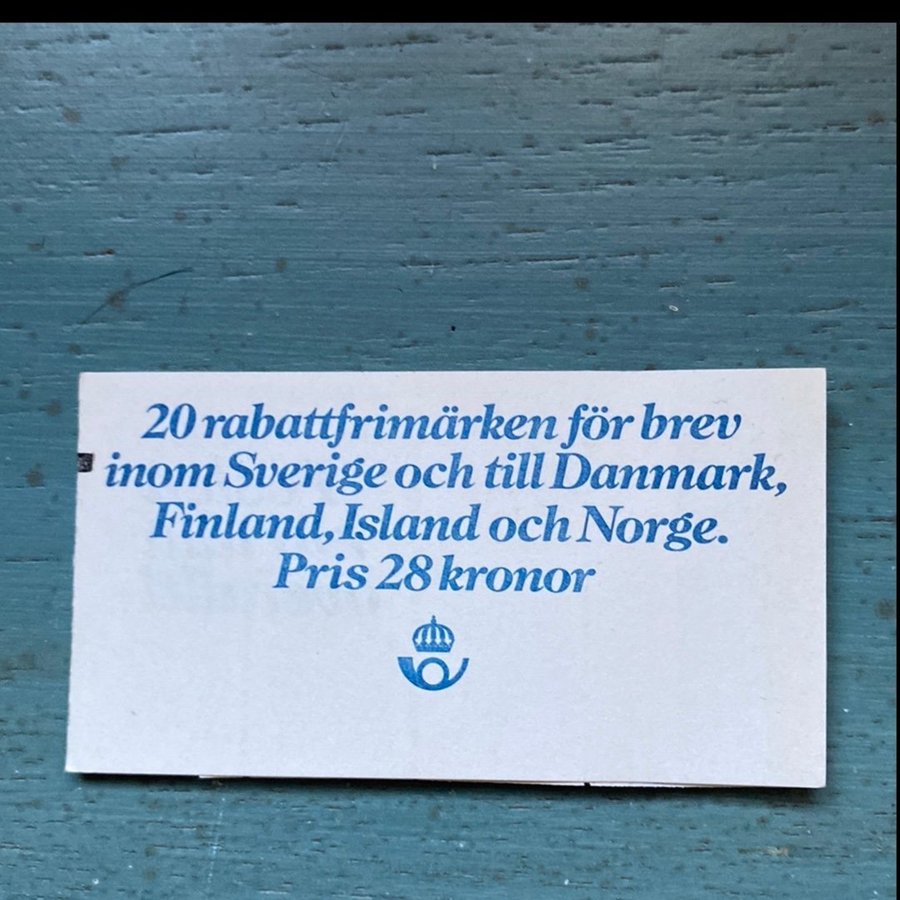 20 rabattfrimärken för brev
inom Sverige och till Danmark,
Finland, Island och Norge.
Pris 28 kronor